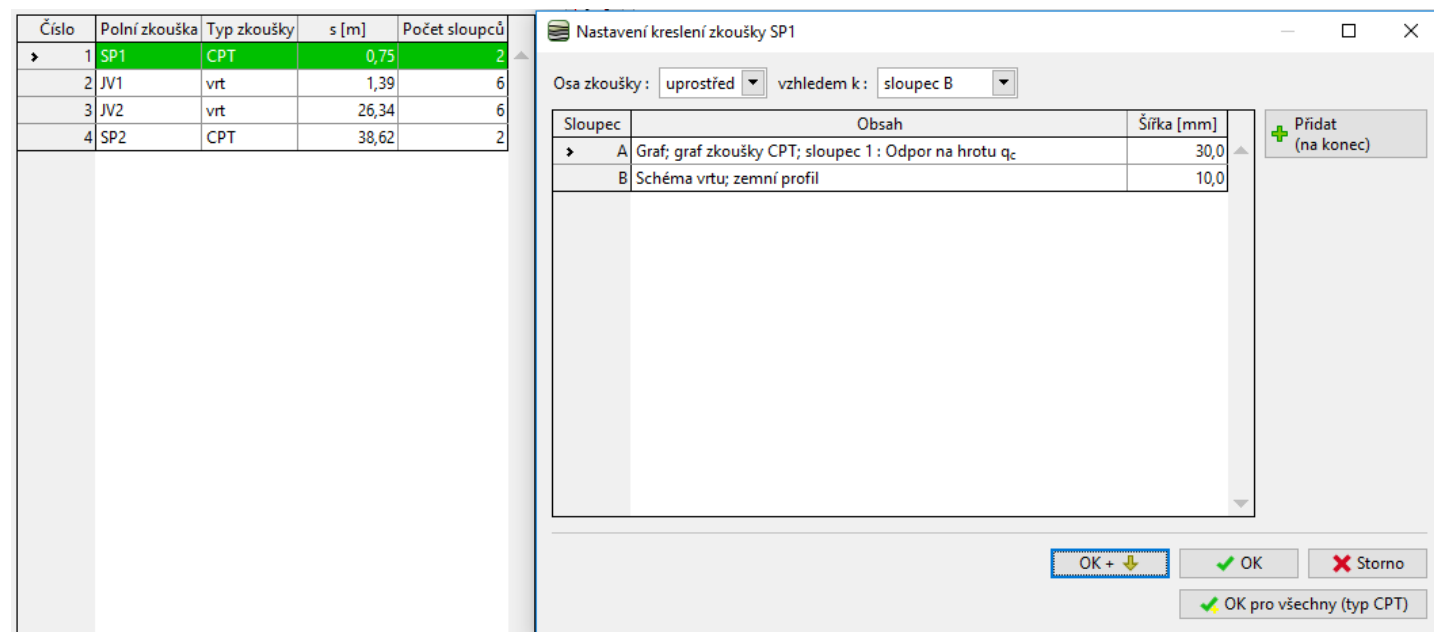 Číslo Polní zkouška Typ zkoušky s [m] Počet sloupců
1 SP1 CPT 0,75 2
2 JV1 vrt 1,39 6
3 JV2 vrt 26,34 6
4 SP2 CPT 38,62 2
Nastavení kreslení zkoušky SP1
Osa zkoušky : uprostřed vzhledem k : sloupec B
Sloupec Obsah Šířka [mm]
A Graf; graf zkoušky CPT; sloupec 1 : Odpor na hrotu qc 30,0
B Schéma vrtu; zemní profil 10,0
Přidat
(na konec)
OK + OK Storno
OK pro všechny (typ CPT)